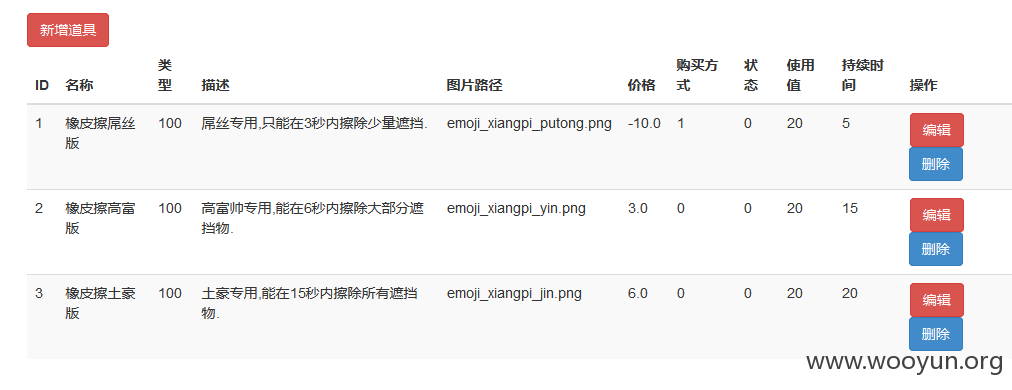 新增道具
ID 名称 类型 描述 图片路径 价格 购买方式 状态 使用值 持续时间 操作
1 橡皮擦屌丝版 100 屌丝专用,只能在3秒内擦除少量遮挡. emoji_xiangpi_putong.png -10.0 1 0 20 5 编辑 删除
2 橡皮擦高富版 100 高富帅专用,能在6秒内擦除大部分遮挡物. emoji_xiangpi_yin.png 3.0 0 0 20 15 编辑 删除
3 橡皮擦土豪版 100 土豪专用,能在15秒内擦除所有遮挡物. emoji_xiangpi_jin.png 6.0 0 0 20 20 编辑 删除
www.wooyun.org